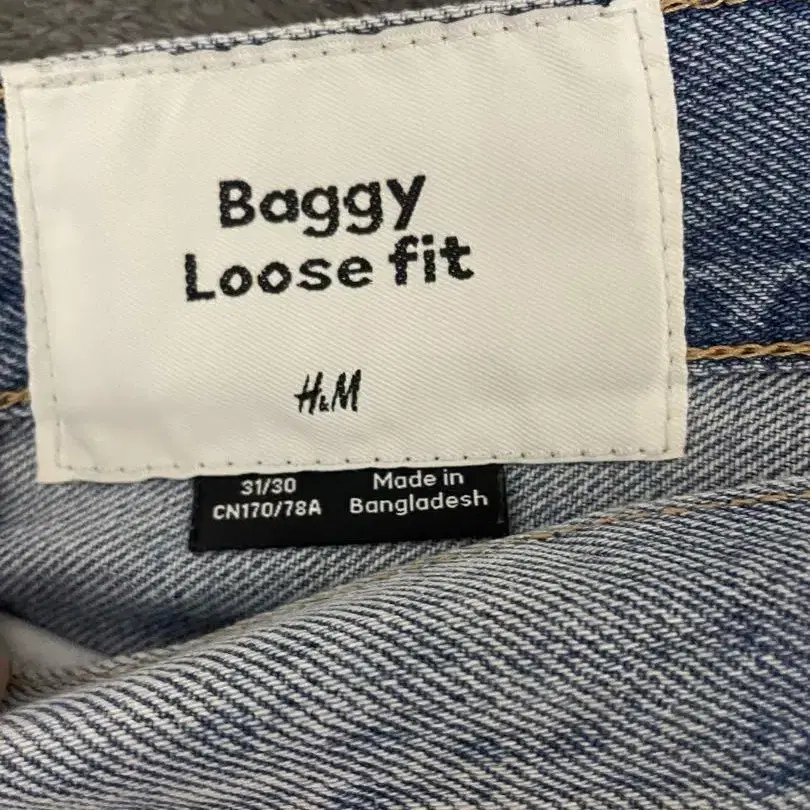 Baggy
Loose fit
H&M
31/30
CN170/78A
Made in
Bangladesh